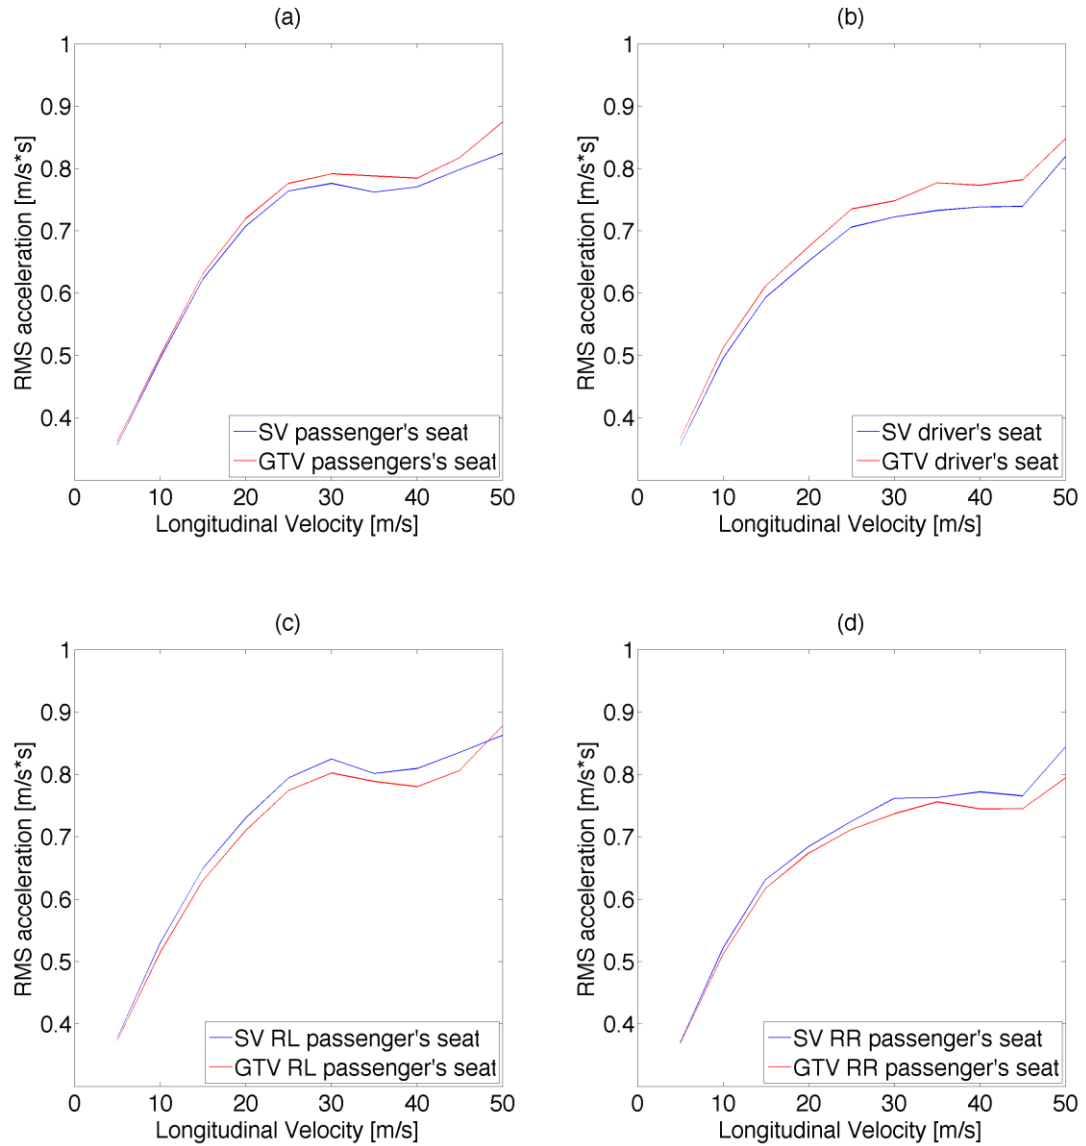 (a)
1
0.9
0.8
0.7
0.6
0.5
0.4
RMS acceleration [m/s*s]
SV passenger's seat
GTV passengers's seat
0 10 20 30 40 50
Longitudinal Velocity [m/s]
(b)
1
0.9
0.8
0.7
0.6
0.5
0.4
RMS acceleration [m/s*s]
SV driver's seat
GTV driver's seat
0 10 20 30 40 50
Longitudinal Velocity [m/s]
(c)
1
0.9
0.8
0.7
0.6
0.5
0.4
RMS acceleration [m/s*s]
SV RL passenger's seat
GTV RL passenger's seat
0 10 20 30 40 50
Longitudinal Velocity [m/s]
(d)
1
0.9
0.8
0.7
0.6
0.5
0.4
RMS acceleration [m/s*s]
SV RR passenger's seat
GTV RR passenger's seat
0 10 20 30 40 50
Longitudinal Velocity [m/s]